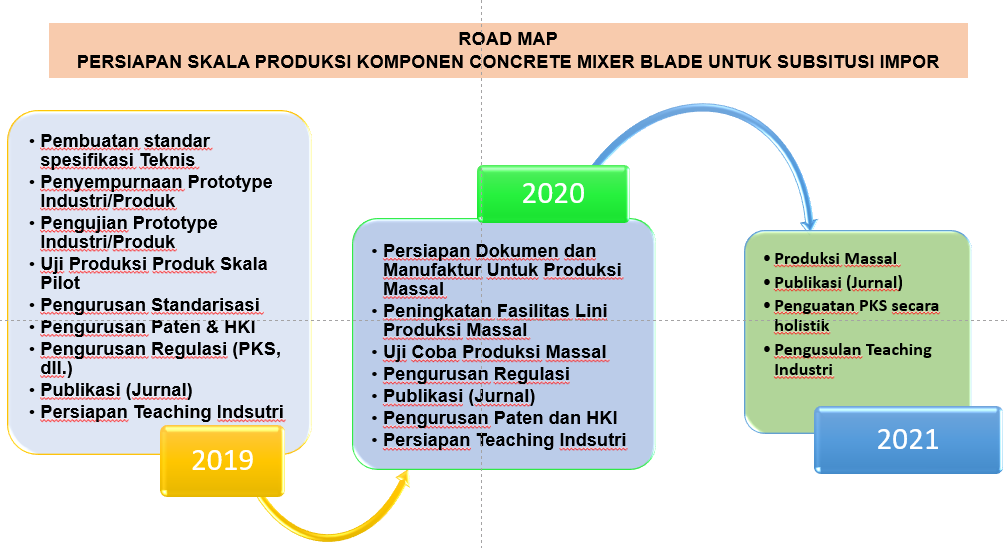 ROAD MAP
PERSIAPAN SKALA PRODUKSI KOMPONEN CONCRETE MIXER BLADE UNTUK SUBSITUSI IMPOR
• Pembuatan standar
spesifikasi Teknis
• Penyempurnaan Prototype
Industri/Produk
• Pengujian Prototype
Industri/Produk
• Uji Produksi Produk Skala
Pilot
• Pengurusan Standarisasi
• Pengurusan Paten & HKI
• Pengurusan Regulasi (PKS,
dll.)
• Publikasi (Jurnal)
• Persiapan Teaching Indsutri
2019
2020
• Persiapan Dokumen dan
Manufaktur Untuk Produksi
Massal
• Peningkatan Fasilitas Lini
Produksi Massal
• Uji Coba Produksi Massal
• Pengurusan Regulasi
• Publikasi (Jurnal)
• Pengurusan Paten dan HKI
• Persiapan Teaching Indsutri
• Produksi Massal
• Publikasi (Jurnal)
• Penguatan PKS secara
holistik
• Pengusulan Teaching
Industri
2021